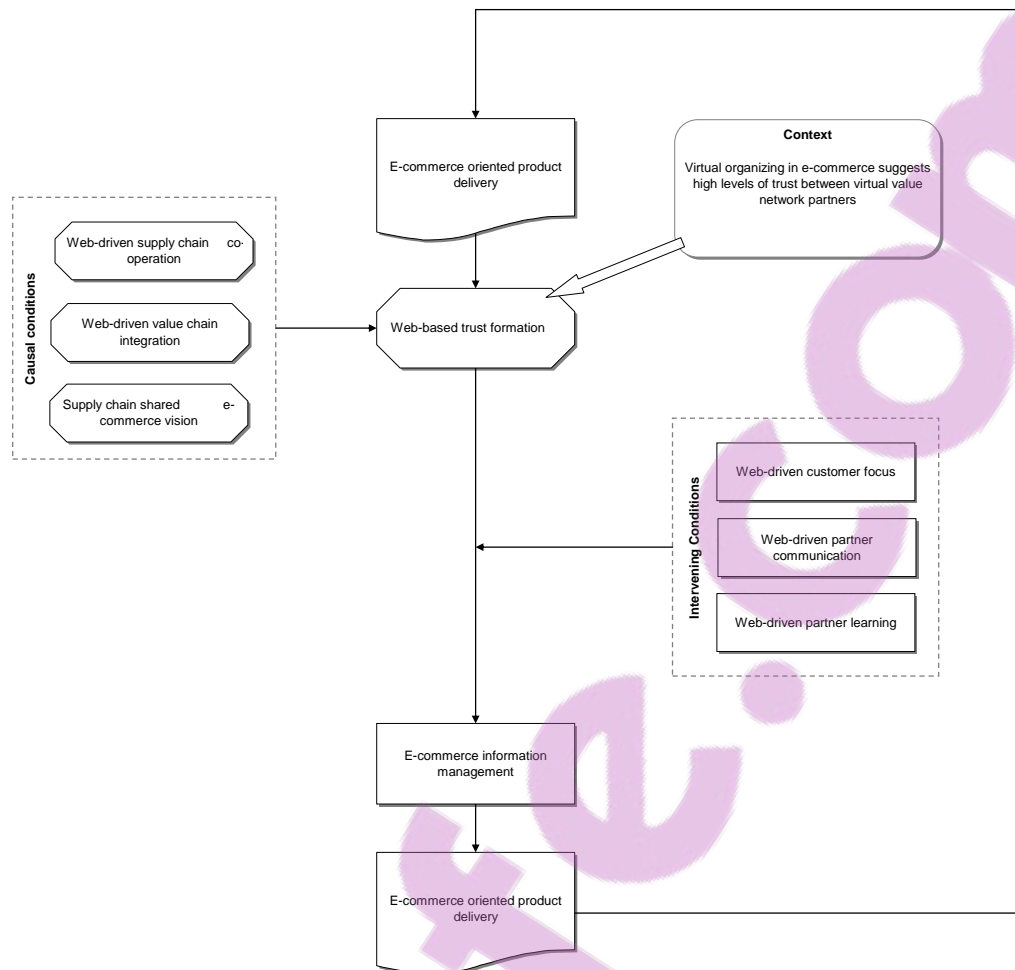 E-commerce oriented product
delivery
Context
Virtual organizing in e-commerce suggests
high levels of trust between virtual value
network partners
Causal conditions
Web-driven supply chain co-
operation
Web-driven value chain
integration
Supply chain shared e-
commerce vision
Web-based trust formation
Intervening Conditions
Web-driven customer focus
Web-driven partner
communication
Web-driven partner learning
E-commerce information
management
E-commerce oriented product
delivery
fe.com